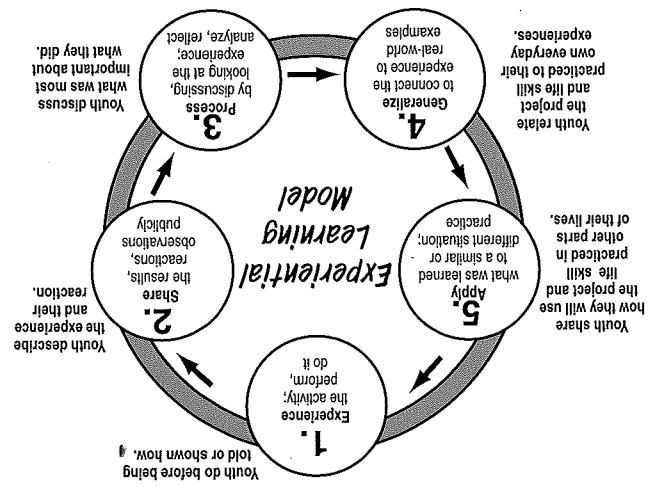 Youth do before being
told or shown how.
1.
Experience
the activity;
perform,
do it
Youth describe
the experience
and their
reaction.
2.
Share
the results,
reactions,
observations
publicly
Youth discuss
what was most
important about
what they did.
3.
Process
by discussing,
looking at the
experience;
analyze, reflect
Youth relate
the project
and life skill
practiced to their
own everyday
experiences.
4.
Generalize
to connect the
experience to
real-world
examples
Youth share
how they will use
the project and
life skill
practiced in
other parts
of their lives.
5.
Apply
what was learned
to a similar or
different situation;
practice
Experiential
Learning
Model